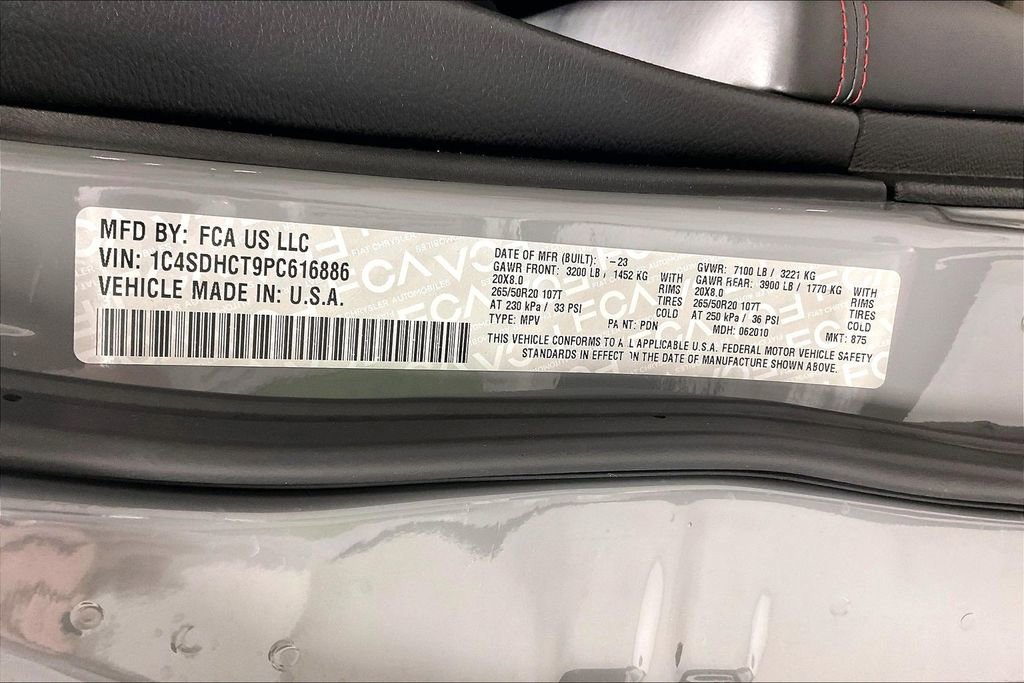 MFD BY: FCA US LLC
VIN: 1C4SDHCT9PC616886
VEHICLE MADE IN: U.S.A.
DATE OF MFR (BUILT): -23
GAWR FRONT: 3200 LB / 1452 KG WITH
20X8.0 RIMS
265/50R20 107T TIRES
AT 230 kPa / 33 PSI COLD
TYPE: MPV PA NT: PDN
GVWR: 7100 LB / 3221 KG
GAWR REAR: 3900 LB / 1770 KG WITH
20X8.0 RIMS
265/50R20 107T TIRES
AT 250 kPa / 36 PSI COLD
MDH: 062010 MKT: 875
THIS VEHICLE CONFORMS TO A L APPLICABLE U.S.A. FEDERAL MOTOR VEHICLE SAFETY
STANDARDS IN EFFECT ON THE DATE OF MANUFACTURE SHOWN ABOVE.